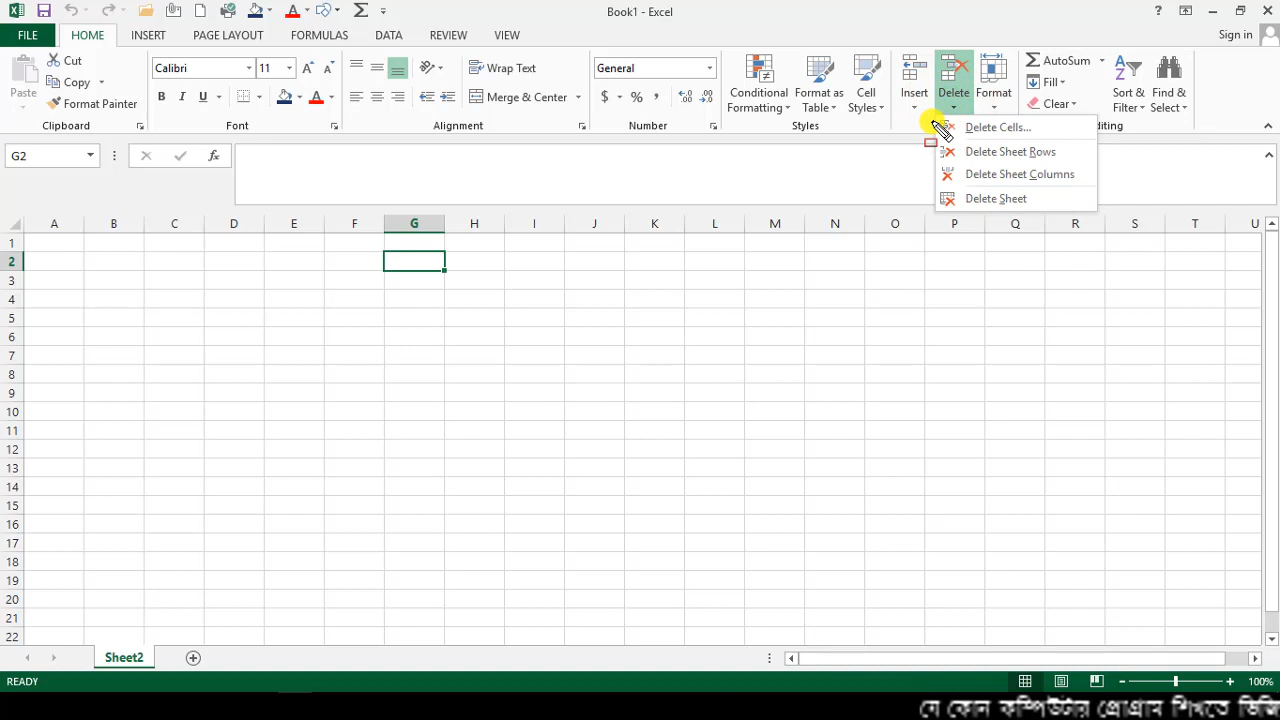 Book1 - Excel
?
FILE HOME INSERT PAGE LAYOUT FORMULAS DATA REVIEW VIEW Sign in
Paste
Cut
Copy
Format Painter
Clipboard
Calibri 11
B I U
Font
Wrap Text
Merge & Center
Alignment
General
$ % ,
Number
Conditional Formatting
Format as Table
Cell Styles
Styles
Insert
Delete
Format
AutoSum
Fill
Clear
Sort & Filter
Find & Select
Delete Cells...
Delete Sheet Rows
Delete Sheet Columns
Delete Sheet
G2
fx
A B C D E F G H I J K L M N O P Q R S T U
1
2
3
4
5
6
7
8
9
10
11
12
13
14
15
16
17
18
19
20
21
22
Sheet2
READY
100%
যে কোন কম্পিউটার প্রোগ্রাম শিখতে ভিজি